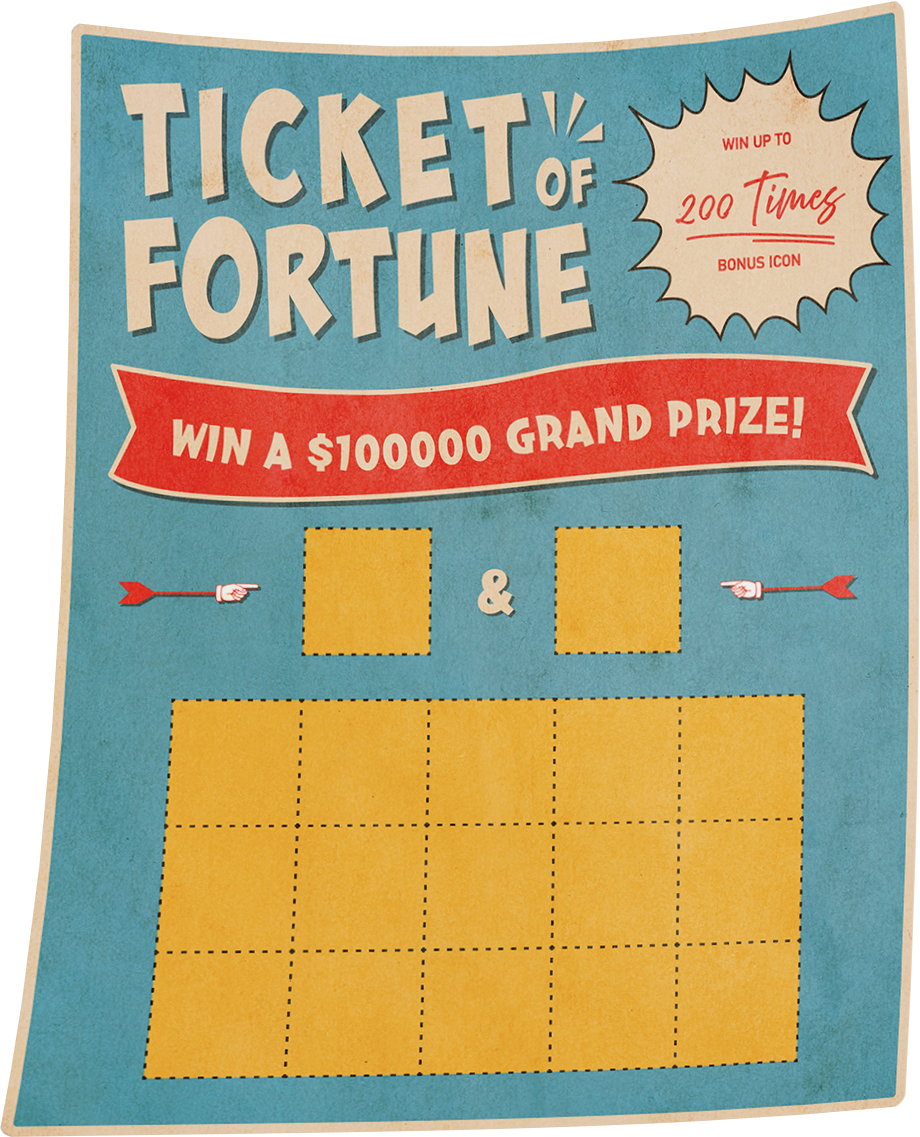 TICKET
OF
FORTUNE
WIN UP TO
200 Times
BONUS ICON
WIN A $100000 GRAND PRIZE!
&